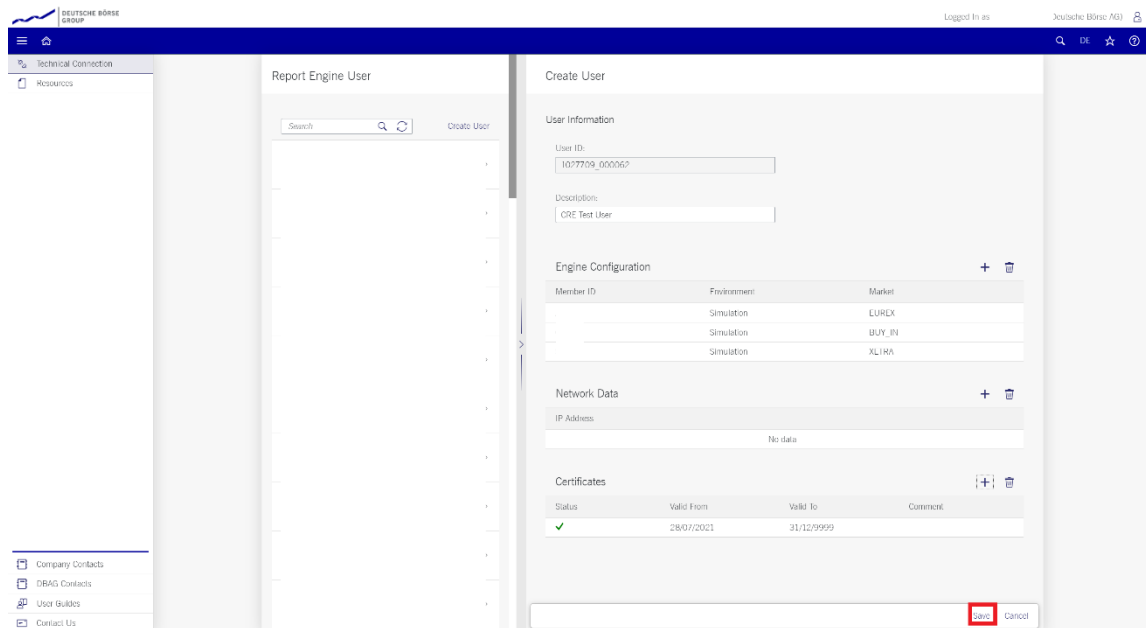 DEUTSCHE BÖRSE
GROUP
Logged In as
Deutsche Börse AG)
DE
Technical Connection
Resources
Report Engine User
Search
Create User
Create User
User Information
User ID:
1027709_000062
Description:
CRE Test User
Engine Configuration
Member ID Environment Market
Simulation EUREX
Simulation BUY_IN
Simulation XETRA
Network Data
IP Address
No data
Certificates
Status Valid From Valid To Comment
28/07/2021 31/12/9999
Company Contacts
DBAG Contacts
User Guides
Contact Us
Save Cancel